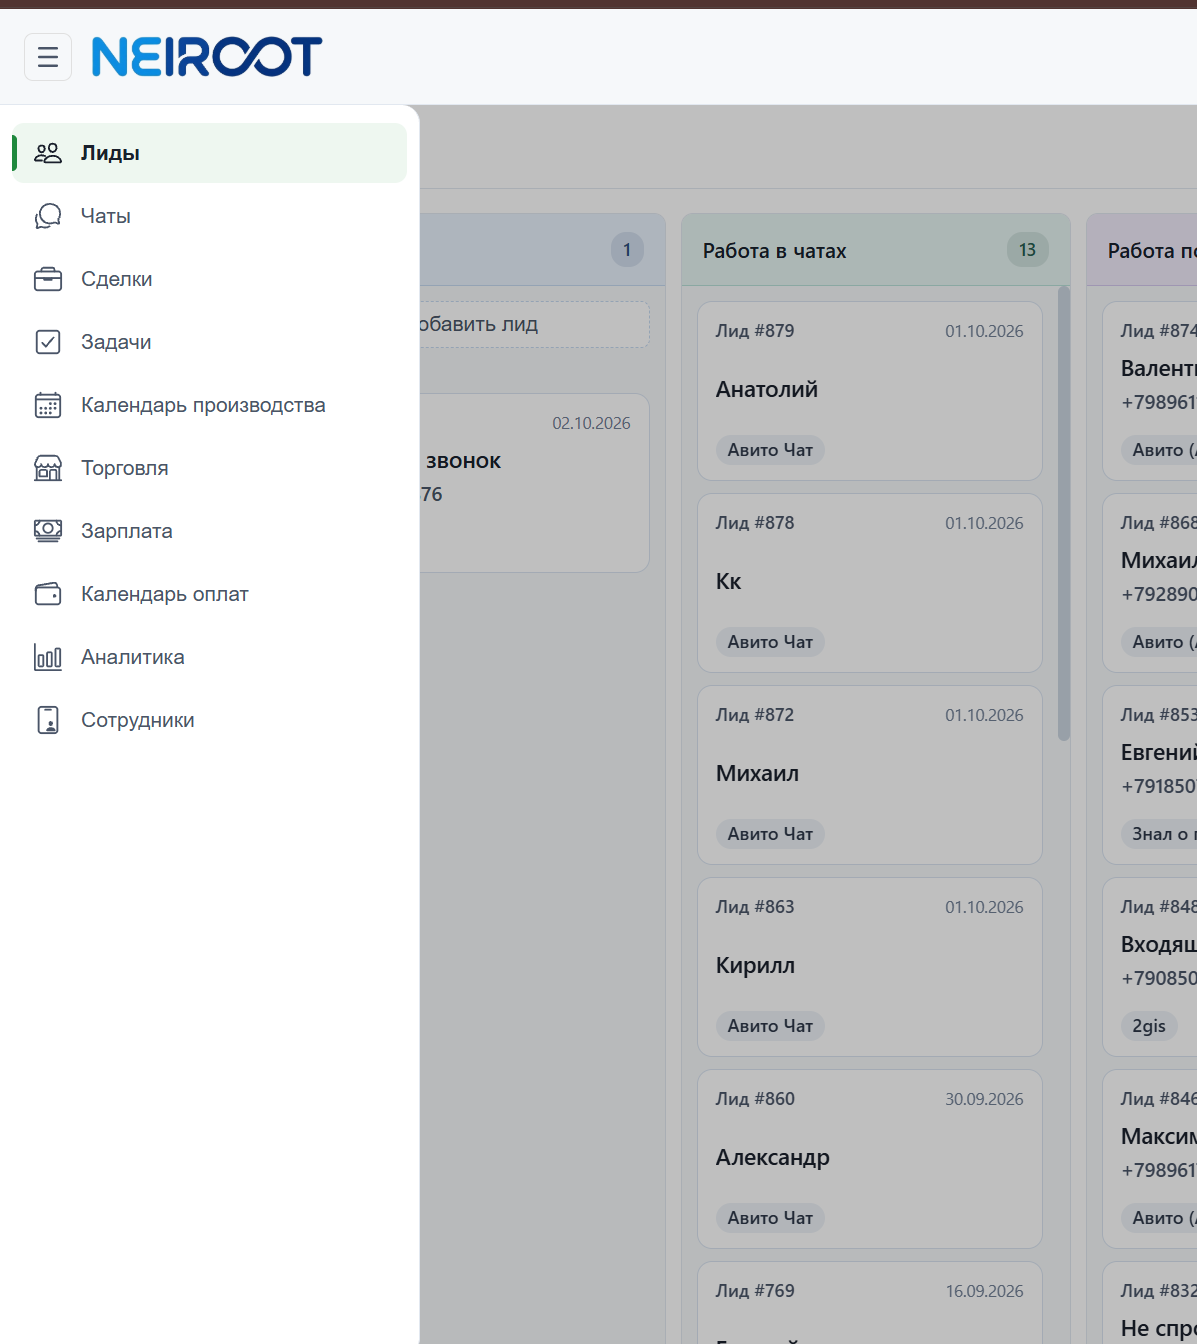 NEIROOT
Лиды
Чаты
Сделки
Задачи
Календарь производства
Торговля
Зарплата
Календарь оплат
Аналитика
Сотрудники
1
обавить лид
02.10.2026
звонок
76
Работа в чатах 13
Лид #879 01.10.2026
Анатолий
Авито Чат
Лид #878 01.10.2026
Кк
Авито Чат
Лид #872 01.10.2026
Михаил
Авито Чат
Лид #863 01.10.2026
Кирилл
Авито Чат
Лид #860 30.09.2026
Александр
Авито Чат
Лид #769 16.09.2026
Работа по
Лид #874
Валенти
+798961
Авито (
Лид #868
Михаил
+792890
Авито (
Лид #853
Евгений
+791850
Знал о
Лид #848
Входящ
+790850
2gis
Лид #846
Максим
+798961
Авито (
Лид #832
Не спро